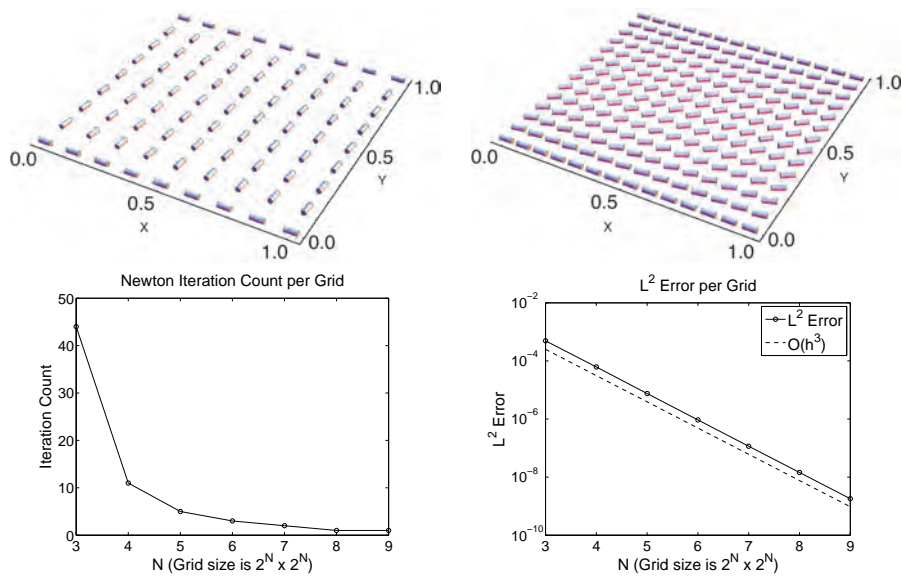 0.0
0.5
X
1.0
0.0
0.5
Y
1.0
0.0
0.5
X
1.0
0.0
0.5
Y
1.0
Newton Iteration Count per Grid
50
40
30
20
10
0
Iteration Count
3 4 5 6 7 8 9
N (Grid size is 2^N x 2^N)
L^2 Error per Grid
10^-2
10^-4
10^-6
10^-8
10^-10
L^2 Error
L^2 Error
O(h^3)
3 4 5 6 7 8 9
N (Grid size is 2^N x 2^N)